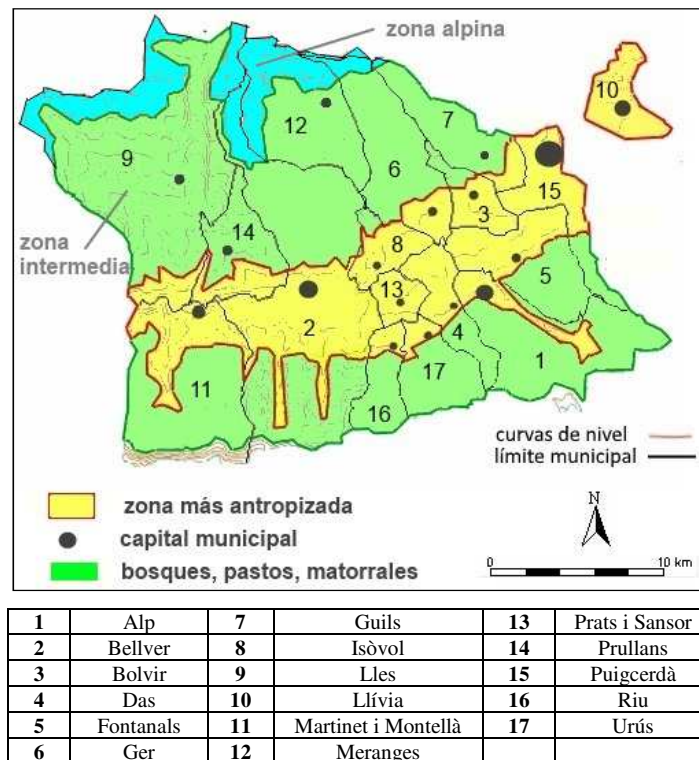 zona alpina
10
12
7
9
6
15
3
14
zona
intermedia
8
5
13
2
4
1
11
17
16
curvas de nivel
límite municipal
zona más antropizada
capital municipal
bosques, pastos, matorrales
N
0 10 km
1 Alp 7 Guils 13 Prats i Sansor
2 Bellver 8 Isòvol 14 Prullans
3 Bolvir 9 Lles 15 Puigcerdà
4 Das 10 Llívia 16 Riu
5 Fontanals 11 Martinet i Montellà 17 Urús
6 Ger 12 Meranges